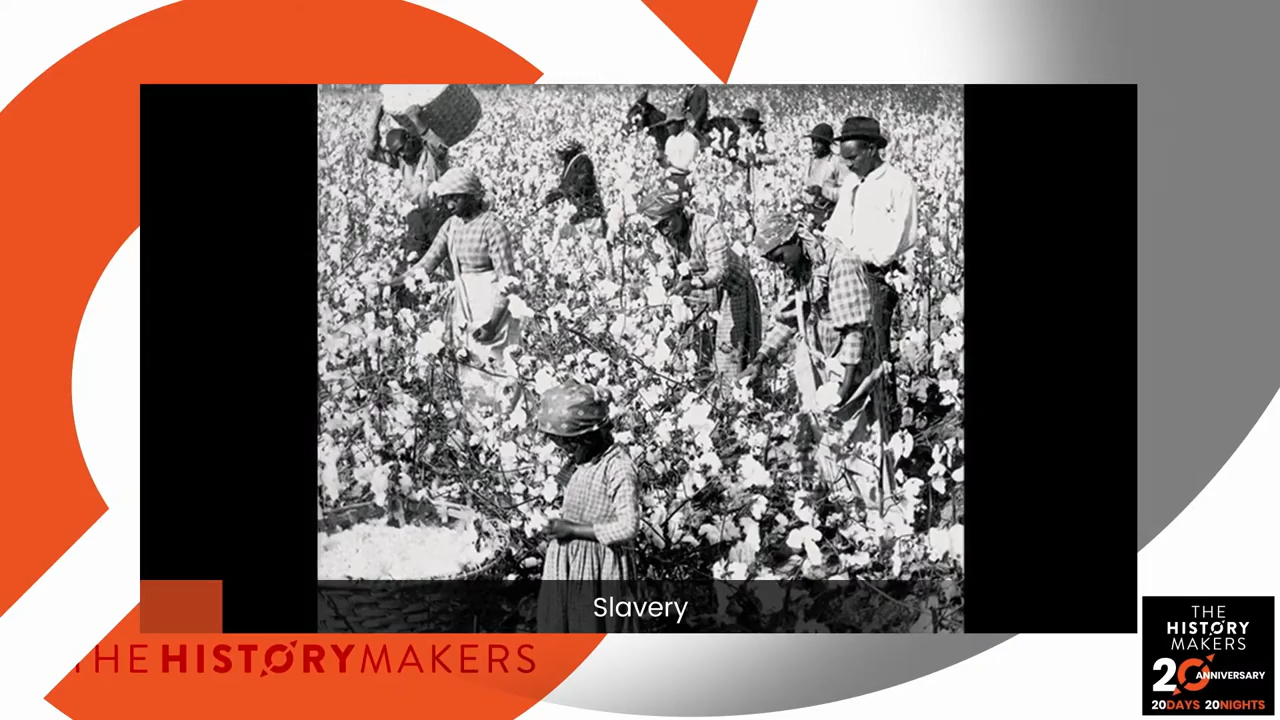 Slavery
THE HISTORYMAKERS
THE
HISTORY
MAKERS
20 ANNIVERSARY
20DAYS 20NIGHTS